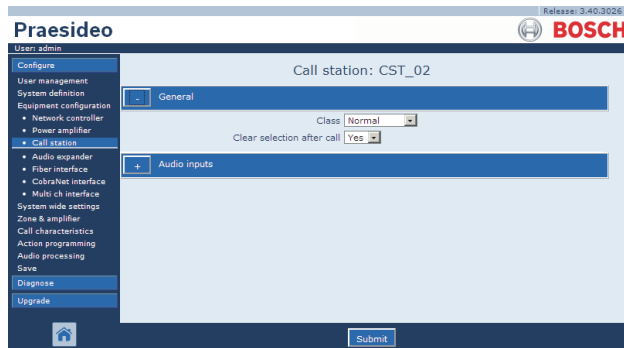 Release: 3.40.3026
Praesideo
BOSCH
User: admin
Configure
User management
System definition
Equipment configuration
• Network controller
• Power amplifier
• Call station
• Audio expander
• Fiber interface
• CobraNet interface
• Multi ch interface
System wide settings
Zone & amplifier
Call characteristics
Action programming
Audio processing
Save
Diagnose
Upgrade
Call station: CST_02
- General
Class Normal
Clear selection after call Yes
+ Audio inputs
Submit